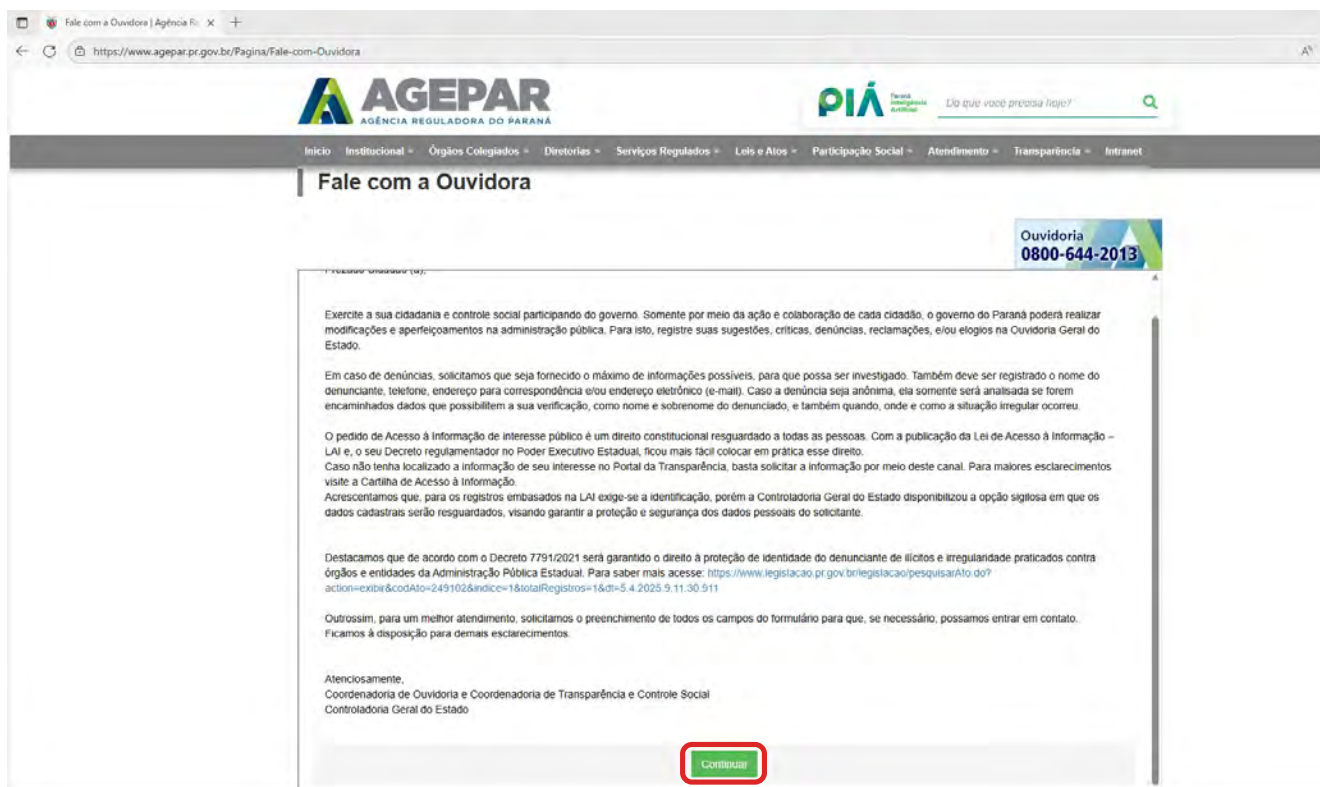 Fale com a Ouvidora | Agência Re
https://www.agepar.pr.gov.br/Pagina/Fale-com-Ouvidora
AGEPAR
AGÊNCIA REGULADORA DO PARANÁ
PIÁ Paraná Inteligência Artificial
Do que você precisa hoje?
Início Institucional Órgãos Colegiados Diretorias Serviços Regulados Leis e Atos Participação Social Atendimento Transparência Intranet
Fale com a Ouvidora
Ouvidoria
0800-644-2013
Exercite a sua cidadania e controle social participando do governo. Somente por meio da ação e colaboração de cada cidadão, o governo do Paraná poderá realizar
modificações e aperfeiçoamentos na administração pública. Para isto, registre suas sugestões, críticas, denúncias, reclamações, e/ou elogios na Ouvidoria Geral do
Estado.
Em caso de denúncias, solicitamos que seja fornecido o máximo de informações possíveis, para que possa ser investigado. Também deve ser registrado o nome do
denunciante, telefone, endereço para correspondência e/ou endereço eletrônico (e-mail). Caso a denúncia seja anônima, ela somente será analisada se forem
encaminhados dados que possibilitem a sua verificação, como nome e sobrenome do denunciado, e também quando, onde e como a situação irregular ocorreu.
O pedido de Acesso à Informação de interesse público é um direito constitucional resguardado a todas as pessoas. Com a publicação da Lei de Acesso à Informação –
LAI e, o seu Decreto regulamentador no Poder Executivo Estadual, ficou mais fácil colocar em prática esse direito.
Caso não tenha localizado a informação de seu interesse no Portal da Transparência, basta solicitar a informação por meio deste canal. Para maiores esclarecimentos
visite a Cartilha de Acesso à Informação.
Acrescentamos que, para os registros embasados na LAI exige-se a identificação, porém a Controladoria Geral do Estado disponibilizou a opção sigilosa em que os
dados cadastrais serão resguardados, visando garantir a proteção e segurança dos dados pessoais do solicitante.
Destacamos que de acordo com o Decreto 7791/2021 será garantido o direito à proteção de identidade do denunciante de ilícitos e irregularidade praticados contra
órgãos e entidades da Administração Pública Estadual. Para saber mais acesse: https://www.legislacao.pr.gov.br/legislacao/pesquisarAto.do?
action=exibir&codAto=249102&indice=1&totalRegistros=1&dt=5.4.2025.9.11.30.911
Outrossim, para um melhor atendimento, solicitamos o preenchimento de todos os campos do formulário para que, se necessário, possamos entrar em contato.
Ficamos à disposição para demais esclarecimentos.
Atenciosamente,
Coordenadoria de Ouvidoria e Coordenadoria de Transparência e Controle Social
Controladoria Geral do Estado
Continuar